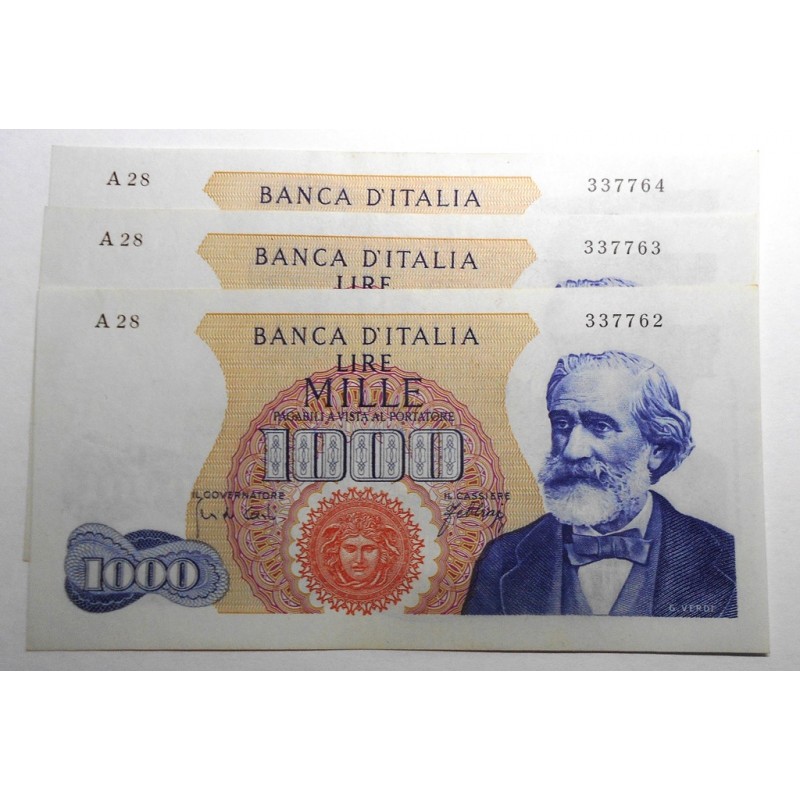 A 28 337764
BANCA D'ITALIA
A 28 337763
BANCA D'ITALIA
LIRE
A 28 337762
BANCA D'ITALIA
LIRE
MILLE
PAGABILI A VISTA AL PORTATORE
1000
IL GOVERNATORE IL CASSIERE
1000
G. VERDI